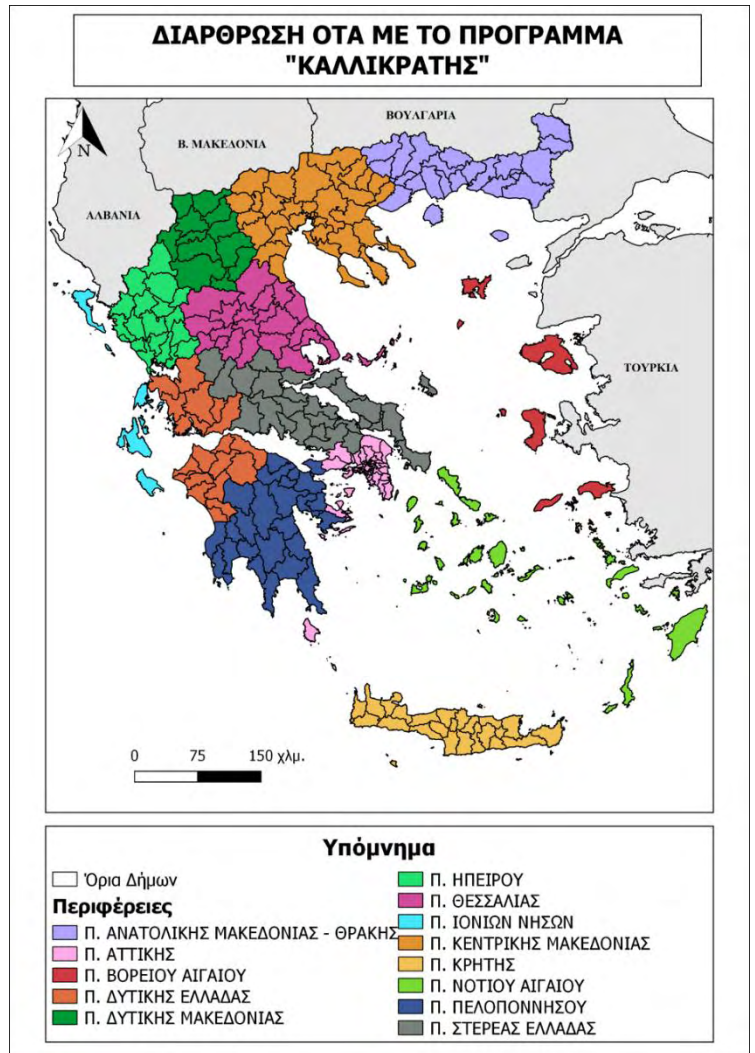 ΔΙΑΡΘΡΩΣΗ ΟΤΑ ΜΕ ΤΟ ΠΡΟΓΡΑΜΜΑ
"ΚΑΛΛΙΚΡΑΤΗΣ"
ΒΟΥΛΓΑΡΙΑ
Β. ΜΑΚΕΔΟΝΙΑ
N
ΑΛΒΑΝΙΑ
ΤΟΥΡΚΙΑ
0 75 150 χλμ.
Υπόμνημα
Όρια Δήμων
Περιφέρειες
Π. ΑΝΑΤΟΛΙΚΗΣ ΜΑΚΕΔΟΝΙΑΣ - ΘΡΑΚΗΣ
Π. ΑΤΤΙΚΗΣ
Π. ΒΟΡΕΙΟΥ ΑΙΓΑΙΟΥ
Π. ΔΥΤΙΚΗΣ ΕΛΛΑΔΑΣ
Π. ΔΥΤΙΚΗΣ ΜΑΚΕΔΟΝΙΑΣ
Π. ΗΠΕΙΡΟΥ
Π. ΘΕΣΣΑΛΙΑΣ
Π. ΙΟΝΙΩΝ ΝΗΣΩΝ
Π. ΚΕΝΤΡΙΚΗΣ ΜΑΚΕΔΟΝΙΑΣ
Π. ΚΡΗΤΗΣ
Π. ΝΟΤΙΟΥ ΑΙΓΑΙΟΥ
Π. ΠΕΛΟΠΟΝΝΗΣΟΥ
Π. ΣΤΕΡΕΑΣ ΕΛΛΑΔΑΣ